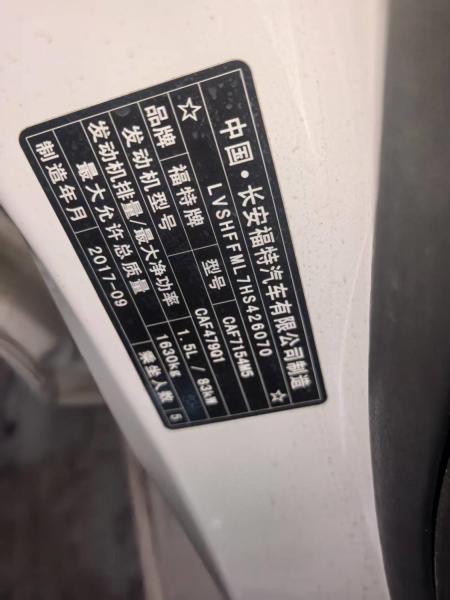 中国·长安福特汽车有限公司制造
☆LVSHFFML7HS426070☆
品牌 福特牌 型号 CAF7154M5
发动机型号 CAF479Q1
发动机排量/最大净功率 1.5L / 83kW
最大允许总质量 1630kg
制造年月 2017-09 乘坐人数 5